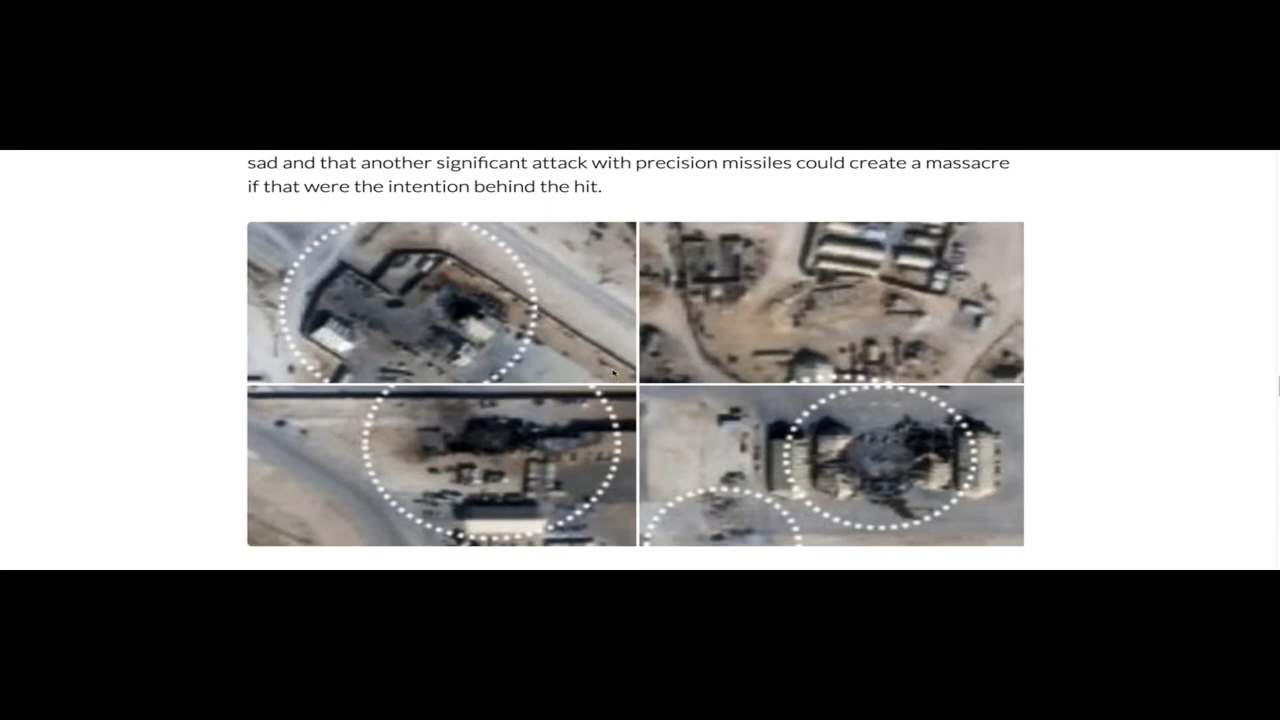 sad and that another significant attack with precision missiles could create a massacre
if that were the intention behind the hit.